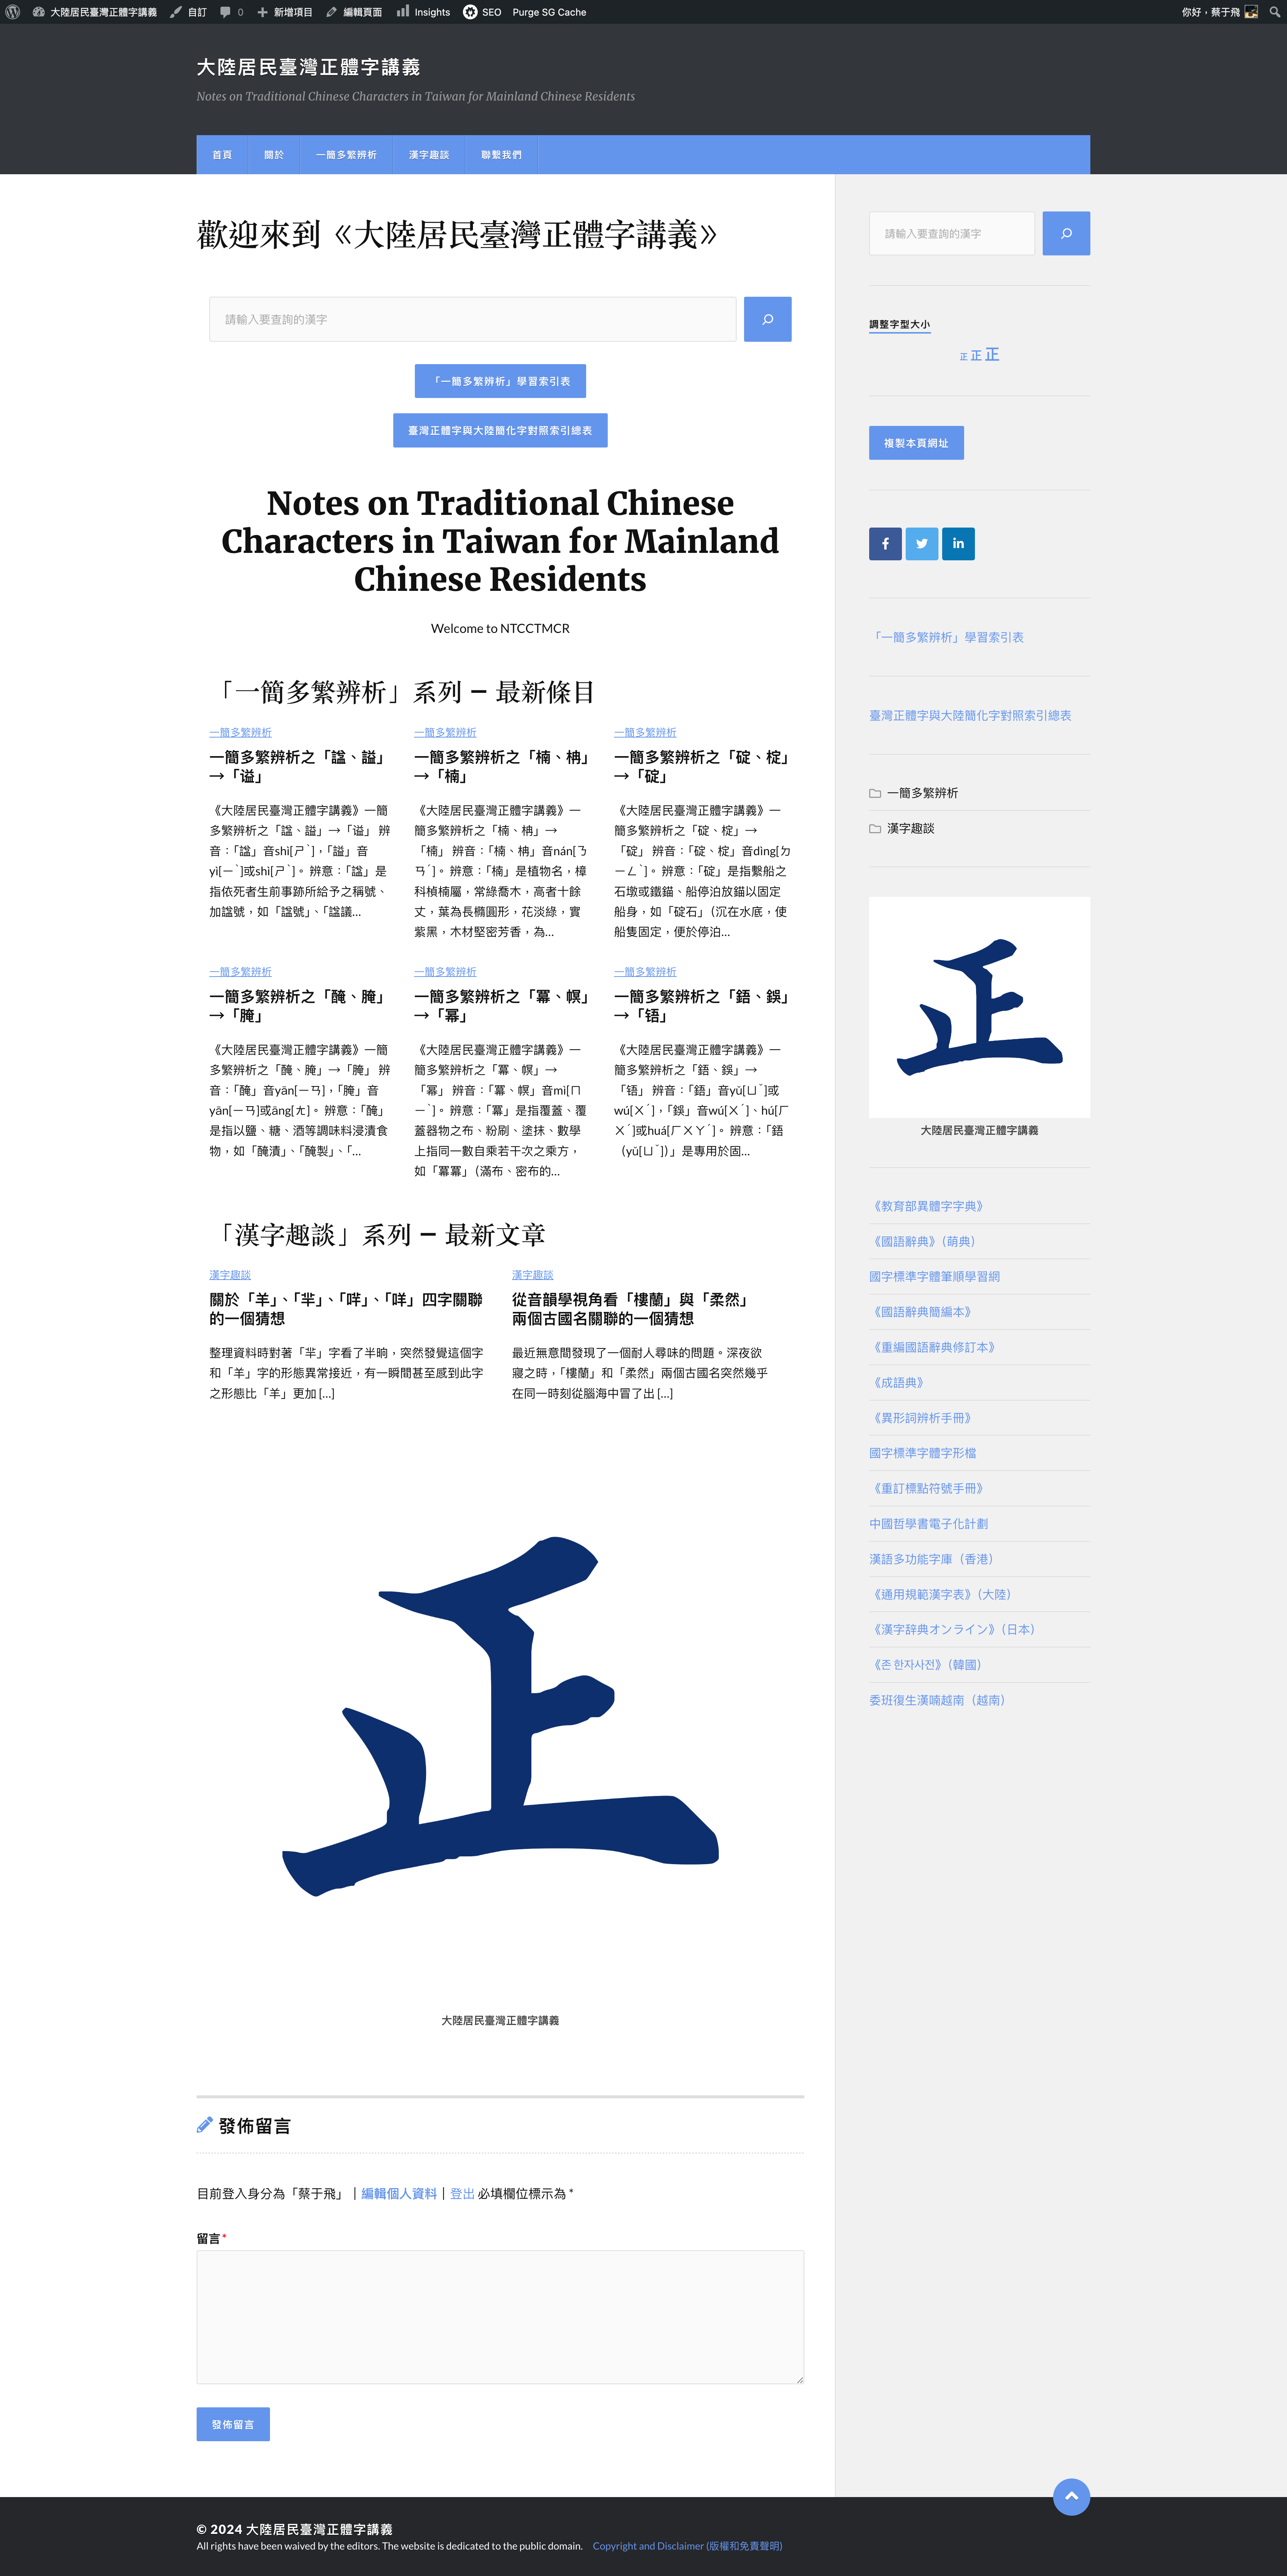 大陸居民臺灣正體字講義 自訂 0 新增項目 編輯頁面 Insights SEO Purge SG Cache 你好，蔡于飛
大陸居民臺灣正體字講義
Notes on Traditional Chinese Characters in Taiwan for Mainland Chinese Residents
首頁 關於 一簡多繁辨析 漢字趣談 聯繫我們
歡迎來到《大陸居民臺灣正體字講義》
請輸入要查詢的漢字
「一簡多繁辨析」學習索引表
臺灣正體字與大陸簡化字對照索引總表
Notes on Traditional Chinese
Characters in Taiwan for Mainland
Chinese Residents
Welcome to NTCCTMCR
「一簡多繁辨析」系列 – 最新條目
一簡多繁辨析
一簡多繁辨析之「諡、謚」
→「谥」
《大陸居民臺灣正體字講義》一簡
多繁辨析之「諡、謚」→「谥」 辨
音：「諡」音shì[ㄕˋ]，「謚」音
yì[ㄧˋ]或shì[ㄕˋ]。 辨意：「諡」是
指依死者生前事跡所給予之稱號、
加諡號，如「諡號」、「諡議…
一簡多繁辨析
一簡多繁辨析之「楠、柟」
→「楠」
《大陸居民臺灣正體字講義》一
簡多繁辨析之「楠、柟」→
「楠」 辨音：「楠、柟」音nán[ㄋ
ㄢˊ]。 辨意：「楠」是植物名，樟
科楨楠屬，常綠喬木，高者十餘
丈，葉為長橢圓形，花淡綠，實
紫黑，木材堅密芳香，為…
一簡多繁辨析
一簡多繁辨析之「碇、椗」
→「碇」
《大陸居民臺灣正體字講義》一
簡多繁辨析之「碇、椗」→
「碇」 辨音：「碇、椗」音dìng[ㄉ
ㄧㄥˋ]。 辨意：「碇」是指繫船之
石墩或鐵錨、船停泊放錨以固定
船身，如「碇石」（沉在水底，使
船隻固定，便於停泊…
一簡多繁辨析
一簡多繁辨析之「醃、腌」
→「腌」
《大陸居民臺灣正體字講義》一簡
多繁辨析之「醃、腌」→「腌」 辨
音：「醃」音yān[ㄧㄢ]，「腌」音
yān[ㄧㄢ]或āng[ㄤ]。 辨意：「醃」
是指以鹽、糖、酒等調味料浸漬食
物，如「醃漬」、「醃製」、「…
一簡多繁辨析
一簡多繁辨析之「冪、幎」
→「幂」
《大陸居民臺灣正體字講義》一
簡多繁辨析之「冪、幎」→
「幂」 辨音：「冪、幎」音mì[ㄇ
ㄧˋ]。 辨意：「冪」是指覆蓋、覆
蓋器物之布、粉刷、塗抹、數學
上指同一數自乘若干次之乘方，
如「冪冪」（滿布、密布的…
一簡多繁辨析
一簡多繁辨析之「鋙、鋘」
→「铻」
《大陸居民臺灣正體字講義》一
簡多繁辨析之「鋙、鋘」→
「铻」 辨音：「鋙」音yǔ[ㄩˇ]或
wú[ㄨˊ]，「鋘」音wú[ㄨˊ]、hú[ㄏ
ㄨˊ]或huá[ㄏㄨㄚˊ]。 辨意：「鋙
（yǔ[ㄩˇ]）」是專用於固…
「漢字趣談」系列 – 最新文章
漢字趣談
關於「羊」、「羋」、「哶」、「咩」四字關聯
的一個猜想
整理資料時對著「羋」字看了半晌，突然發覺這個字
和「羊」字的形態異常接近，有一瞬間甚至感到此字
之形態比「羊」更加 […]
漢字趣談
從音韻學視角看「樓蘭」與「柔然」
兩個古國名關聯的一個猜想
最近無意間發現了一個耐人尋味的問題。深夜欲
寢之時，「樓蘭」和「柔然」兩個古國名突然幾乎
在同一時刻從腦海中冒了出 […]
正
大陸居民臺灣正體字講義
發佈留言
目前登入身分為「蔡于飛」｜編輯個人資料｜登出 必填欄位標示為 *
留言 *
發佈留言
請輸入要查詢的漢字
調整字型大小
正 正 正
複製本頁網址
「一簡多繁辨析」學習索引表
臺灣正體字與大陸簡化字對照索引總表
一簡多繁辨析
漢字趣談
正
大陸居民臺灣正體字講義
《教育部異體字字典》
《國語辭典》（萌典）
國字標準字體筆順學習網
《國語辭典簡編本》
《重編國語辭典修訂本》
《成語典》
《異形詞辨析手冊》
國字標準字體字形檔
《重訂標點符號手冊》
中國哲學書電子化計劃
漢語多功能字庫（香港）
《通用規範漢字表》（大陸）
《漢字辞典オンライン》（日本）
《존 한자사전》（韓國）
委班復生漢喃越南（越南）
© 2024 大陸居民臺灣正體字講義
All rights have been waived by the editors. The website is dedicated to the public domain. Copyright and Disclaimer (版權和免責聲明)